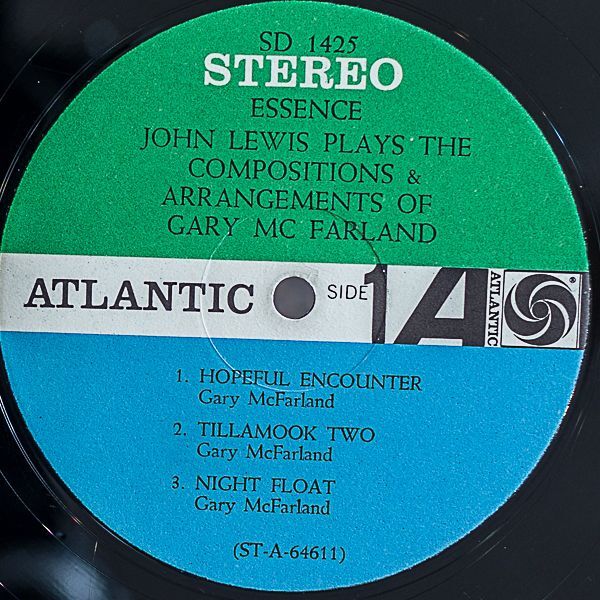 SD 1425
STEREO
ESSENCE
JOHN LEWIS PLAYS THE
COMPOSITIONS &
ARRANGEMENTS OF
GARY MC FARLAND
ATLANTIC SIDE 1 A ATLANTIC ®
1. HOPEFUL ENCOUNTER
Gary McFarland
2. TILLAMOOK TWO
Gary McFarland
3. NIGHT FLOAT
Gary McFarland
(ST-A-64611)